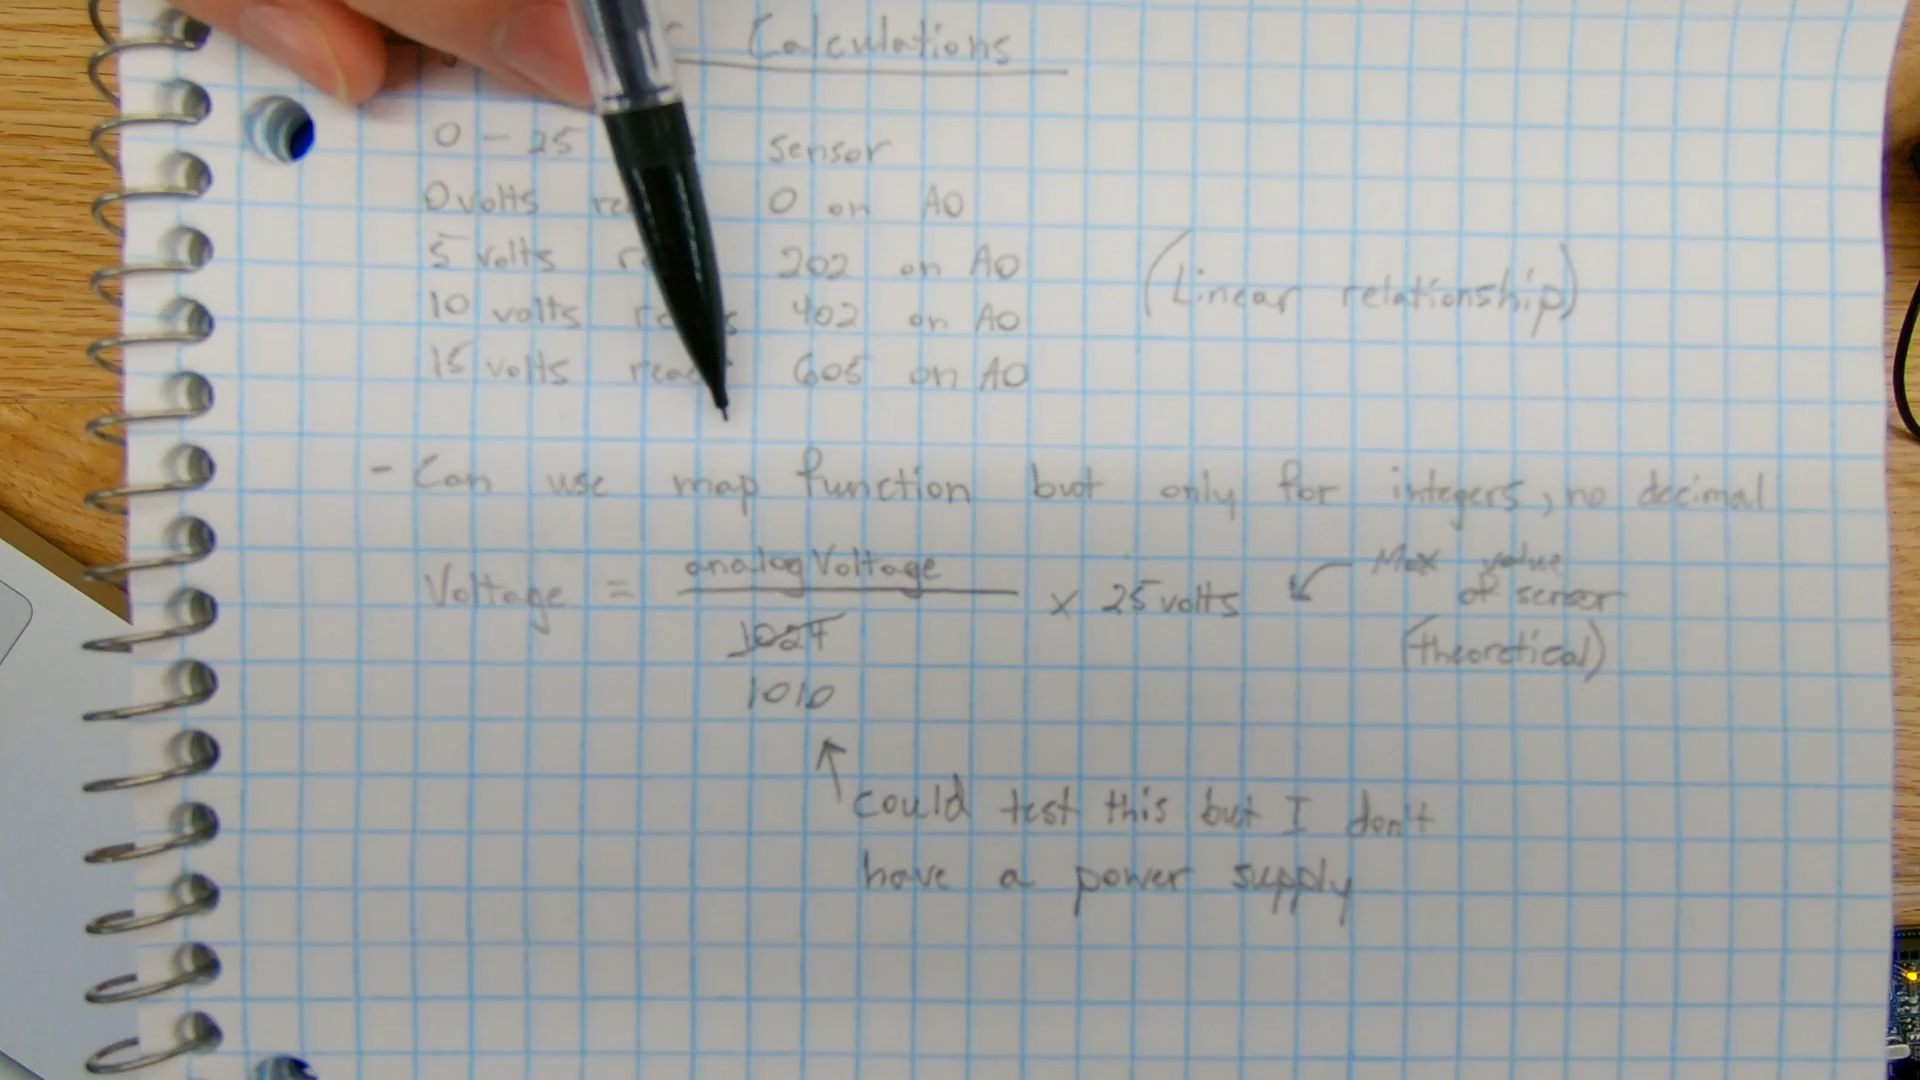 Calculations
0 - 25 sensor
0 volts 0 on A0
5 volts 202 on A0
10 volts 402 on A0
15 volts 605 on A0
(Linear relationship)
- Can use map function but only for integers, no decimal
Voltage = analogVoltage x 25 volts
1024
1010
Max value
of sensor
(theoretical)
could test this but I don't
have a power supply